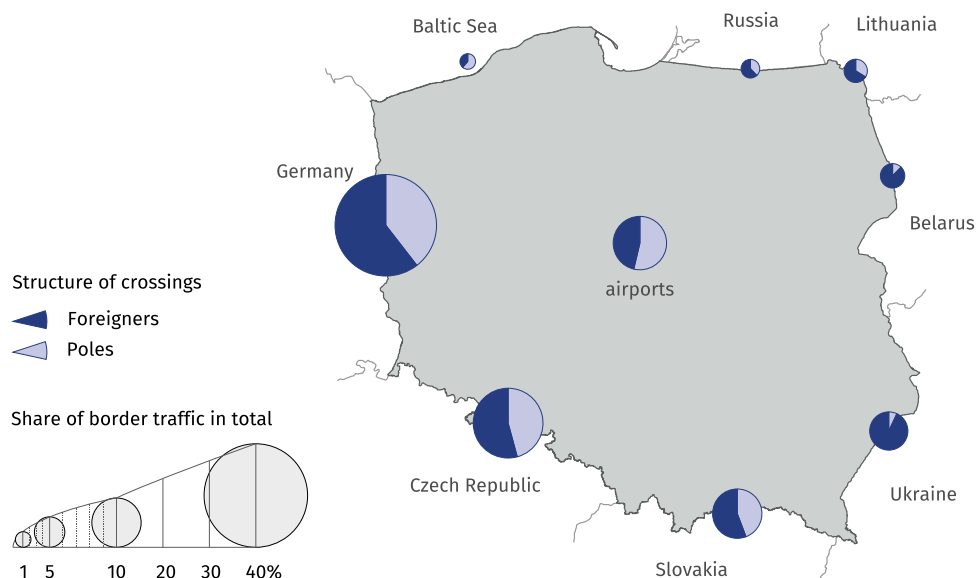 Baltic Sea
Russia
Lithuania
Germany
Belarus
airports
Structure of crossings
Foreigners
Poles
Share of border traffic in total
Czech Republic
Ukraine
Slovakia
1 5 10 20 30 40%